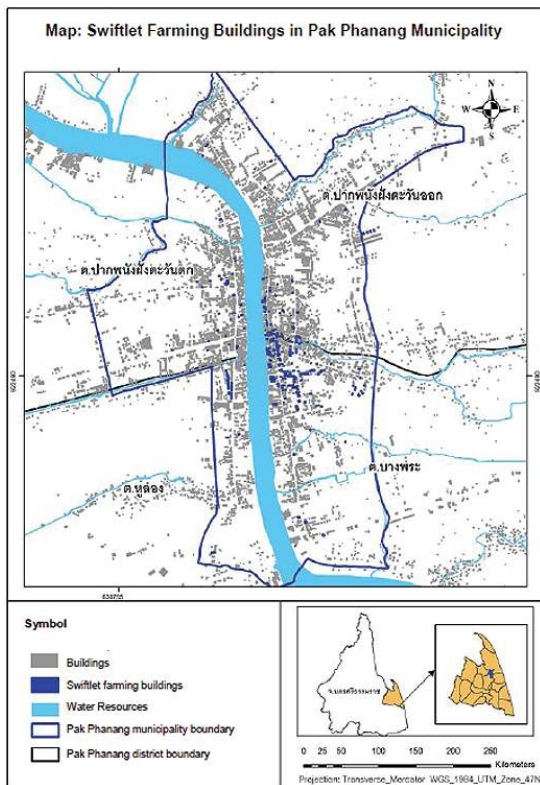 Map: Swiftlet Farming Buildings in Pak Phanang Municipality
N
W E
S
ต.ปากพนังฝั่งตะวันออก
ต.ปากพนังฝั่งตะวันตก
ต.บางพระ
ต.หูล่อง
Symbol
Buildings
Swiftlet farming buildings
Water Resources
Pak Phanang municipality boundary
Pak Phanang district boundary
จ.นครศรีธรรมราช
0 25 50 100 150 200 250
Kilometers
Projection: Transverse_Mercator WGS_1984_UTM_Zone_47N